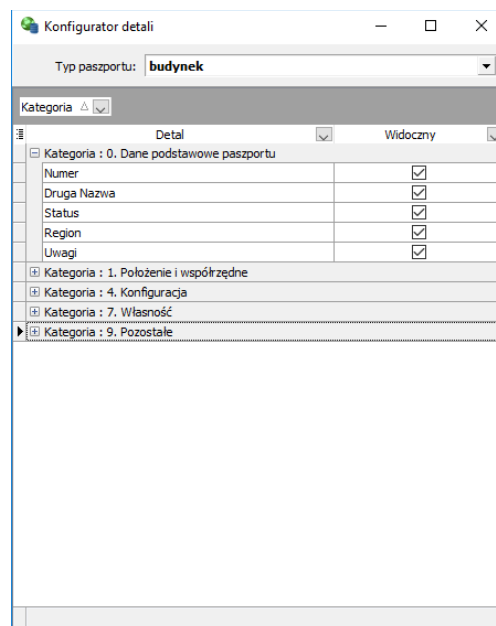 Konfigurator detali
Typ paszportu: budynek
Kategoria
Detal Widoczny
Kategoria : 0. Dane podstawowe paszportu
Numer
Druga Nazwa
Status
Region
Uwagi
Kategoria : 1. Położenie i współrzędne
Kategoria : 4. Konfiguracja
Kategoria : 7. Własność
Kategoria : 9. Pozostałe